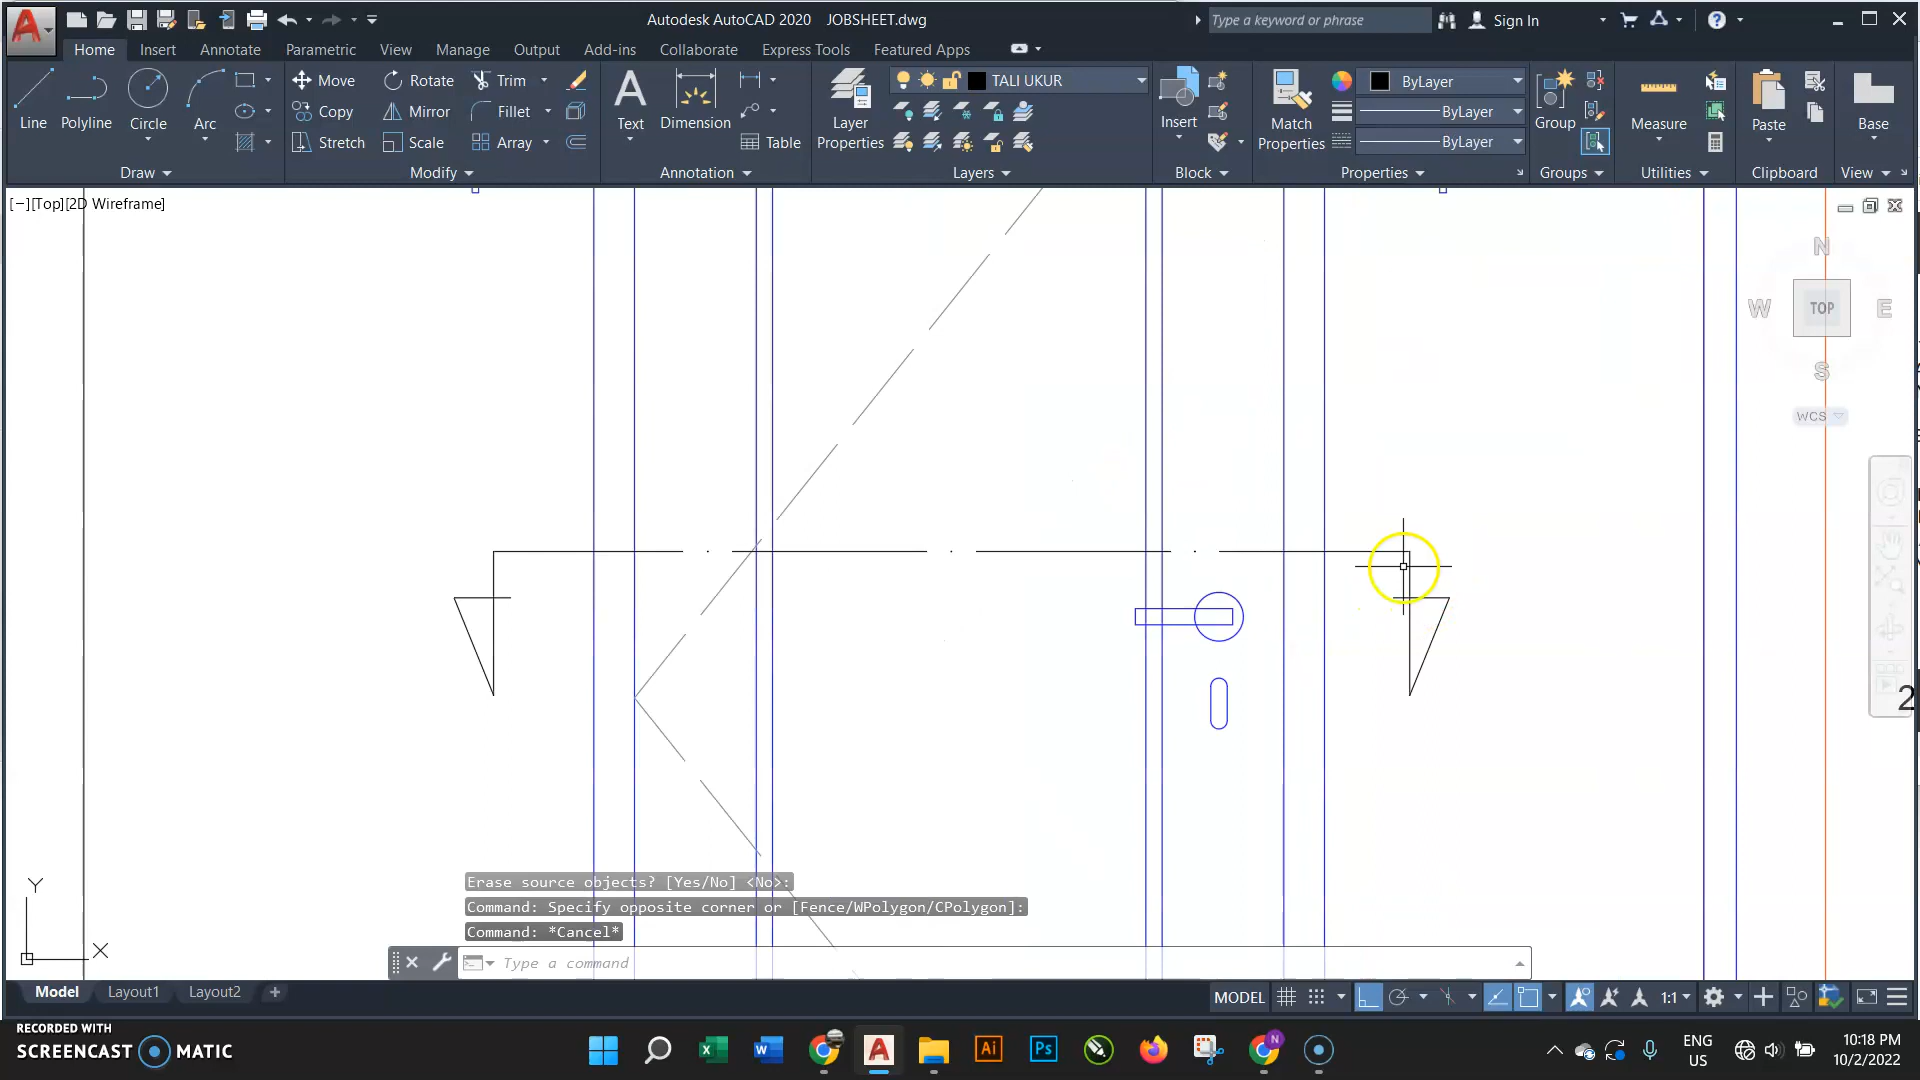 Autodesk AutoCAD 2020 JOBSHEET.dwg
Type a keyword or phrase
Sign In
Home Insert Annotate Parametric View Manage Output Add-ins Collaborate Express Tools Featured Apps
Line Polyline Circle Arc
Move Rotate Trim
Copy Mirror Fillet
Stretch Scale Array
Text Dimension Table
Layer Properties
TALI UKUR
Insert
Match Properties
ByLayer
ByLayer
ByLayer
Group Measure Paste Base
Draw Modify Annotation Layers Block Properties Groups Utilities Clipboard View
[−][Top][2D Wireframe]
N
W TOP E
S
WCS
2
Y
X
Erase source objects? [Yes/No] <No>:
Command: Specify opposite corner or [Fence/WPolygon/CPolygon]:
Command: *Cancel*
Type a command
Model Layout1 Layout2 +
MODEL 1:1
RECORDED WITH
SCREENCAST MATIC
ENG
US
10:18 PM
10/2/2022